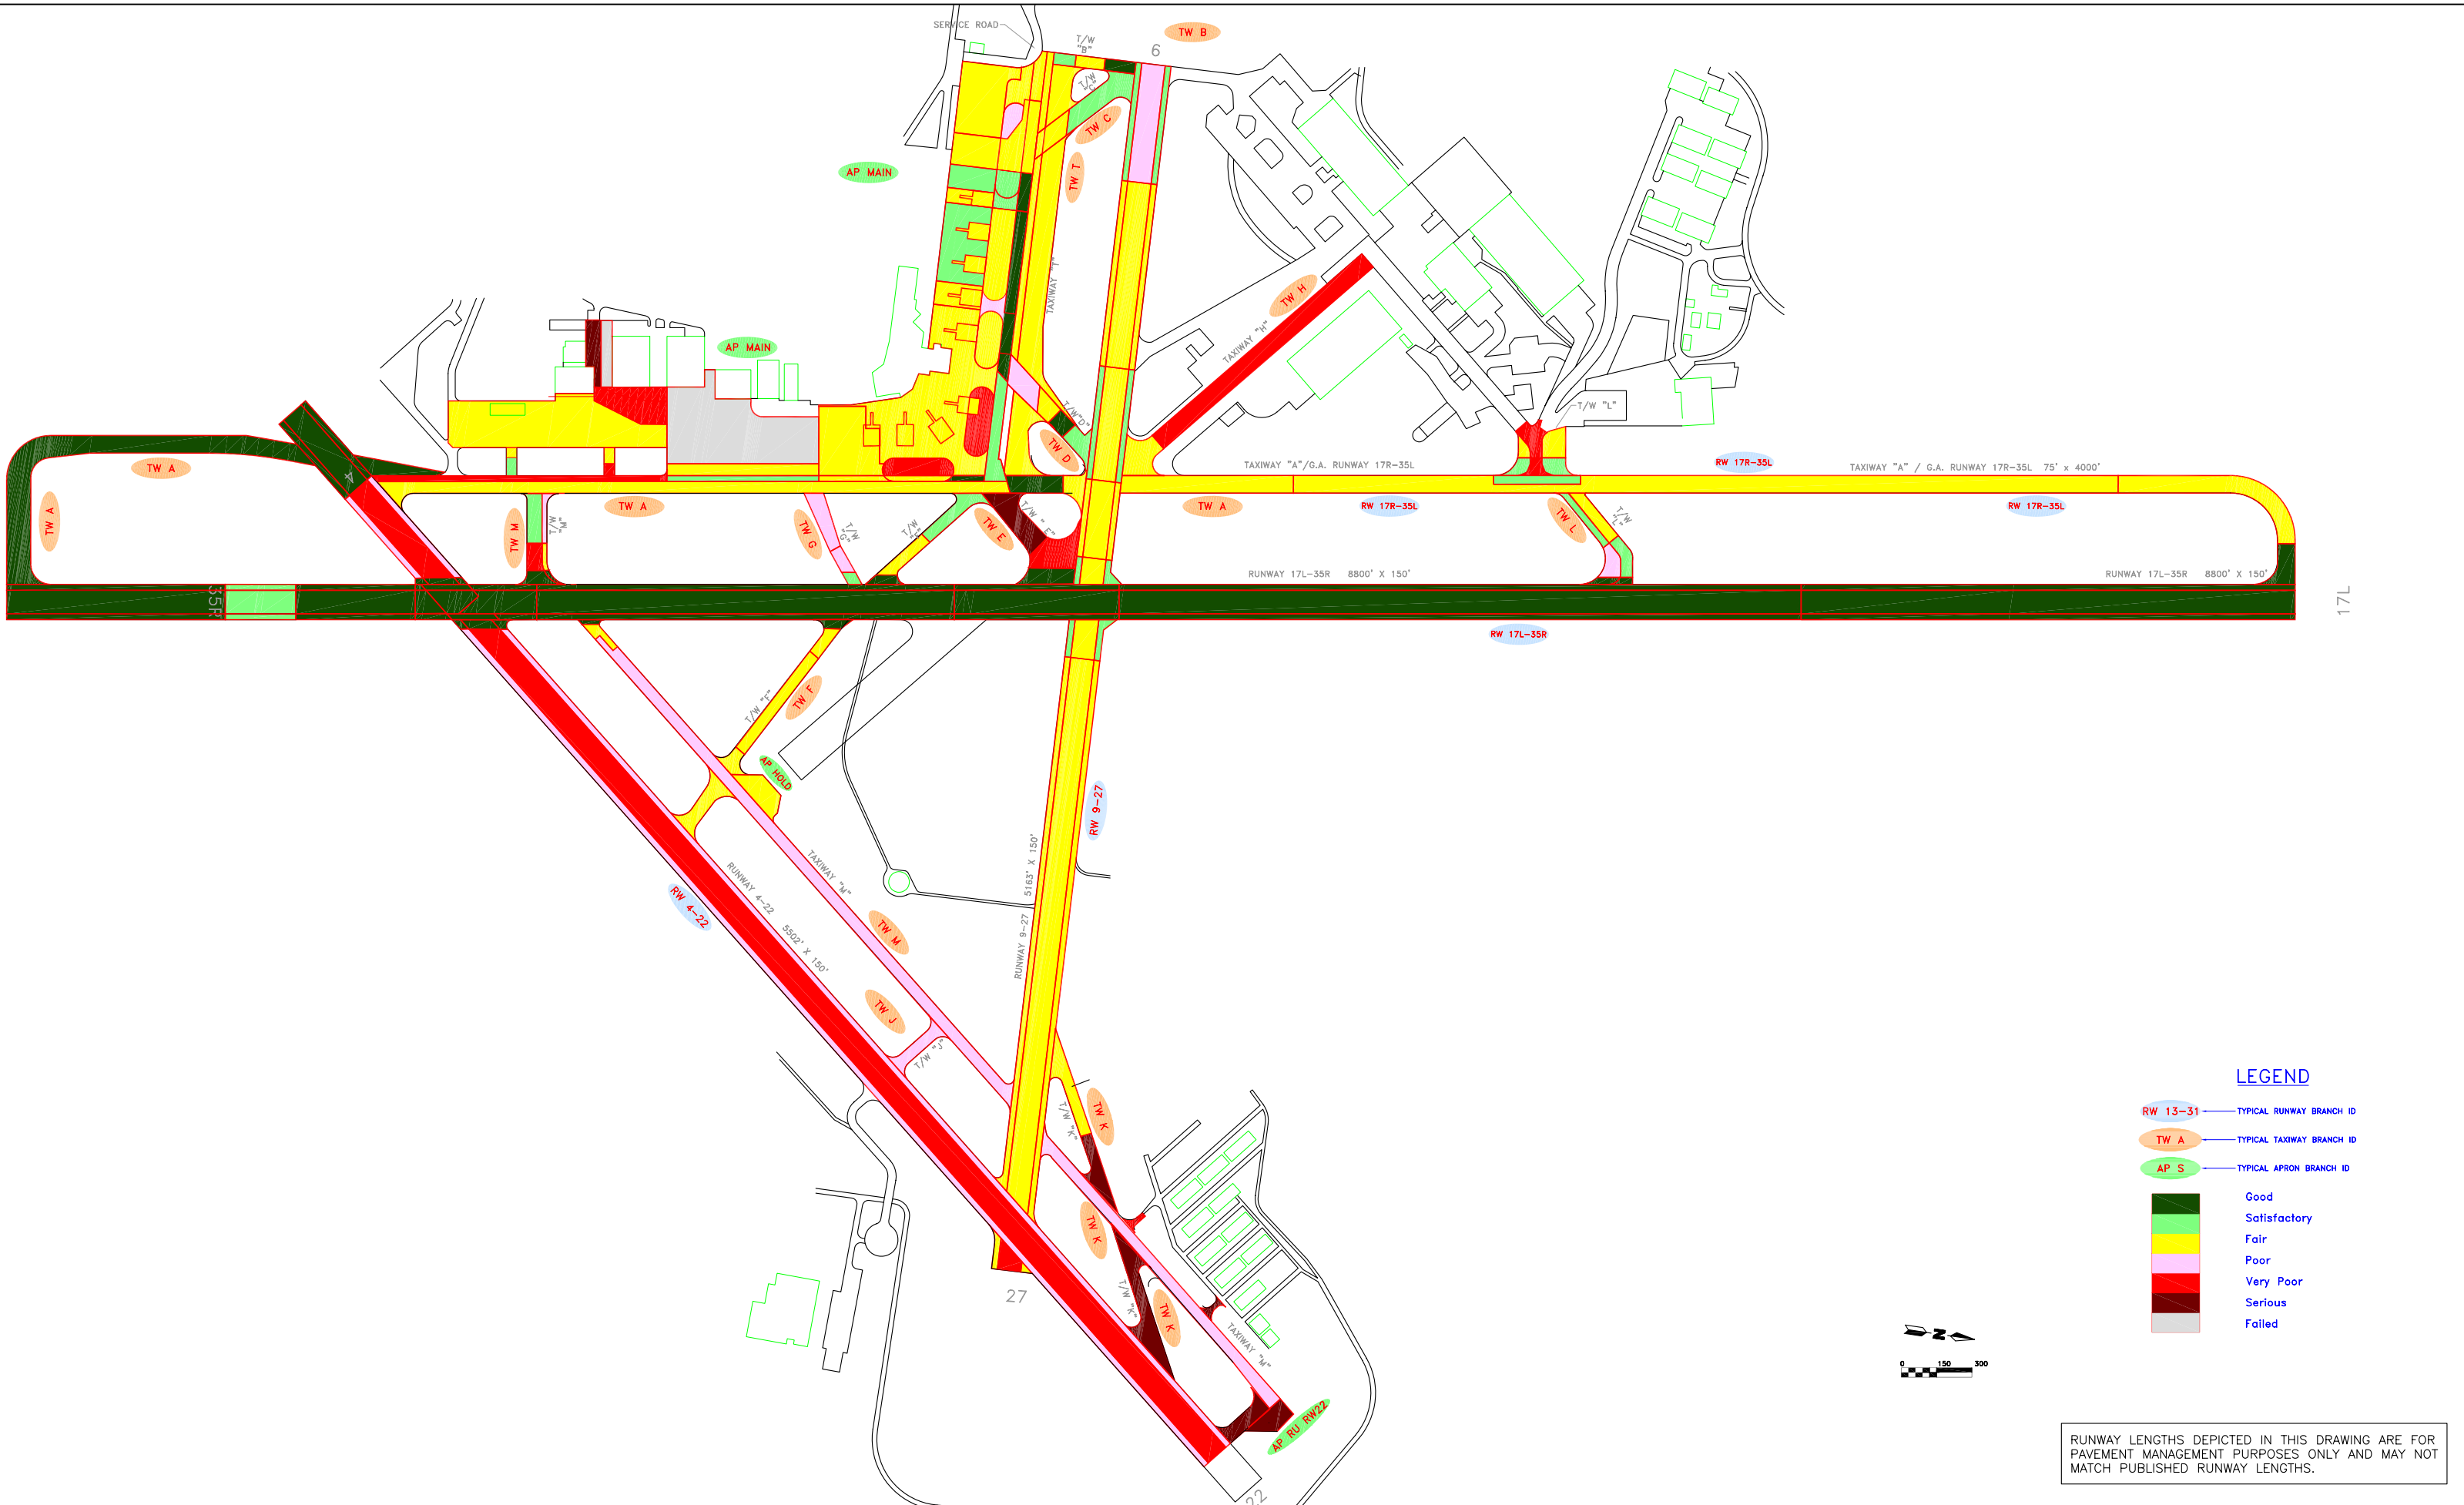 SERVICE ROAD
T/W
"B"
6
TW B
T/W
"C"
TW C
AP MAIN
TW T
TAXIWAY "T"
TW H
TAXIWAY "H"
AP MAIN
T/W"D"
TW D
T/W "L"
TW A
4
TAXIWAY "A"/G.A. RUNWAY 17R-35L
RW 17R-35L
TAXIWAY "A" / G.A. RUNWAY 17R-35L   75' x 4000'
TW A
TW M
T/W
"M"
TW A
TW G
T/W
"G"
T/W
TW E
T/W "
TW A
RW 17R-35L
TW L
T/W
"L"
RW 17R-35L
RUNWAY 17L-35R     8800' X 150'
RUNWAY 17L-35R     8800' X 150'
35R
17L
RW 17L-35R
T/W "F"
TW F
AP HOLD
RW 9-27
RUNWAY 9-27     5163' X 150'
TAXIWAY "M"
RUNWAY 4-22     5502' X 150'
RW 4-22
TW M
TW J
T/W "J"
TW K
T/W "K"
TW K
T/W "K"
TW K
27
TAXIWAY "M"
AP RU RW22
22
LEGEND
RW 13-31
TYPICAL RUNWAY BRANCH ID
TW A
TYPICAL TAXIWAY BRANCH ID
AP S
TYPICAL APRON BRANCH ID
Good
Satisfactory
Fair
Poor
Very Poor
Serious
Failed
N
0 150 300
RUNWAY LENGTHS DEPICTED IN THIS DRAWING ARE FOR
PAVEMENT MANAGEMENT PURPOSES ONLY AND MAY NOT
MATCH PUBLISHED RUNWAY LENGTHS.